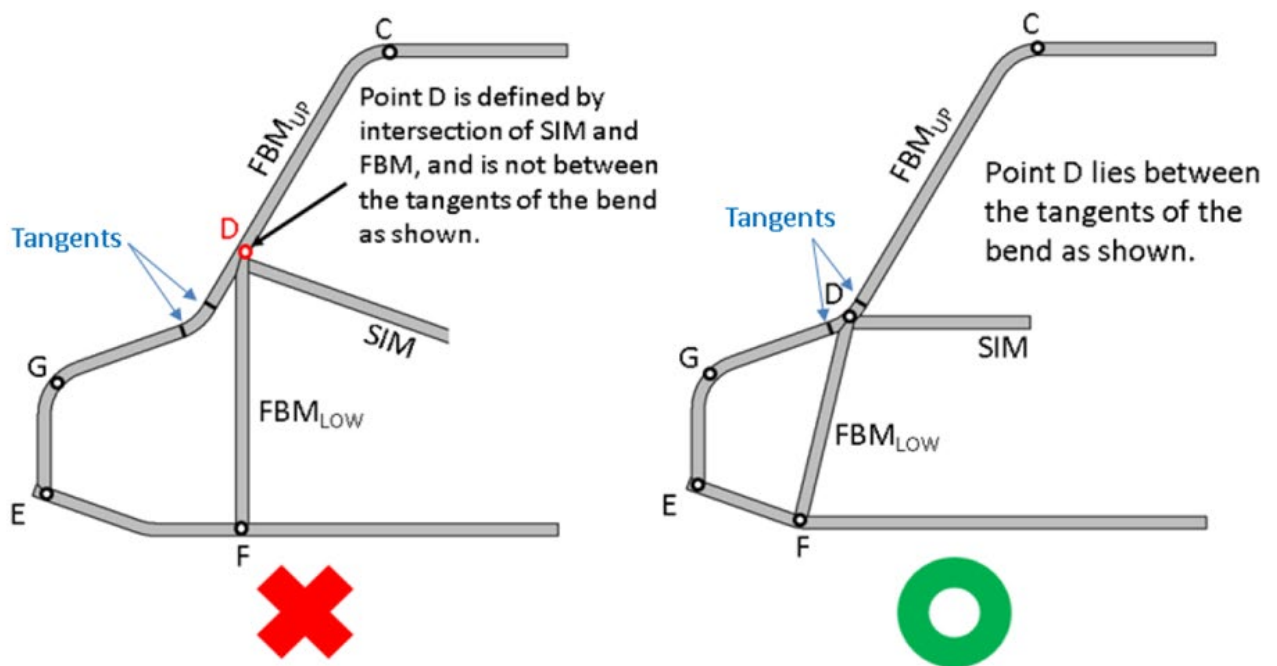 C
Point D is defined by
intersection of SIM and
FBM, and is not between
the tangents of the bend
as shown.
FBMUP
D
Tangents
SIM
G
FBMLOW
E
F
C
FBMUP
Point D lies between
the tangents of the
bend as shown.
Tangents
D
SIM
G
FBMLOW
E
F